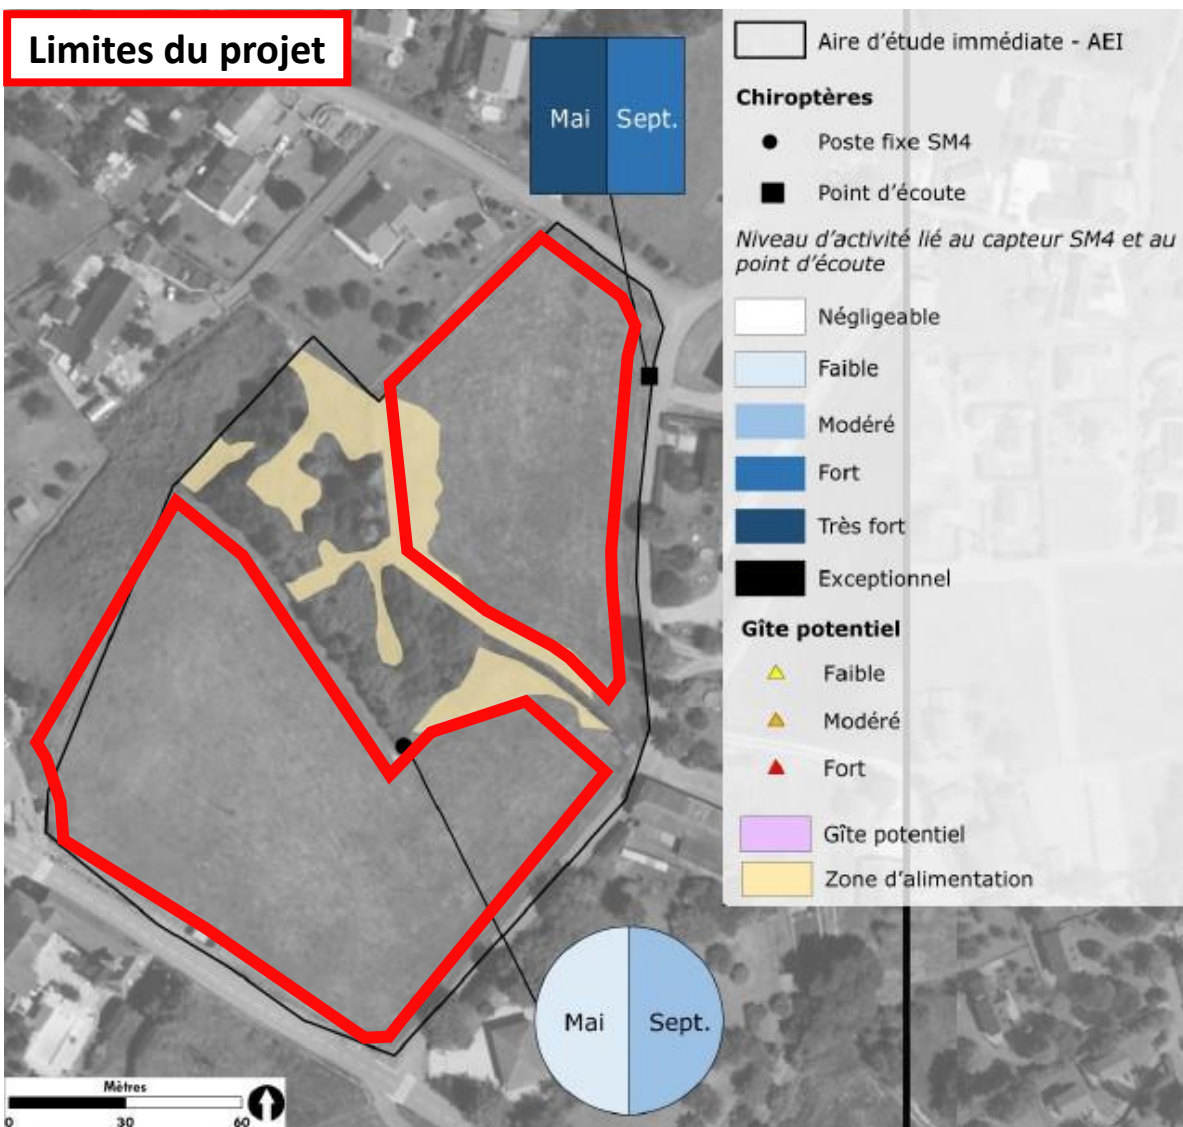 Limites du projet
Mai Sept.
Aire d'étude immédiate - AEI
Chiroptères
Poste fixe SM4
Point d'écoute
Niveau d'activité lié au capteur SM4 et au
point d'écoute
Négligeable
Faible
Modéré
Fort
Très fort
Exceptionnel
Gîte potentiel
Faible
Modéré
Fort
Gîte potentiel
Zone d'alimentation
Mai Sept.
Mètres
0 30 60